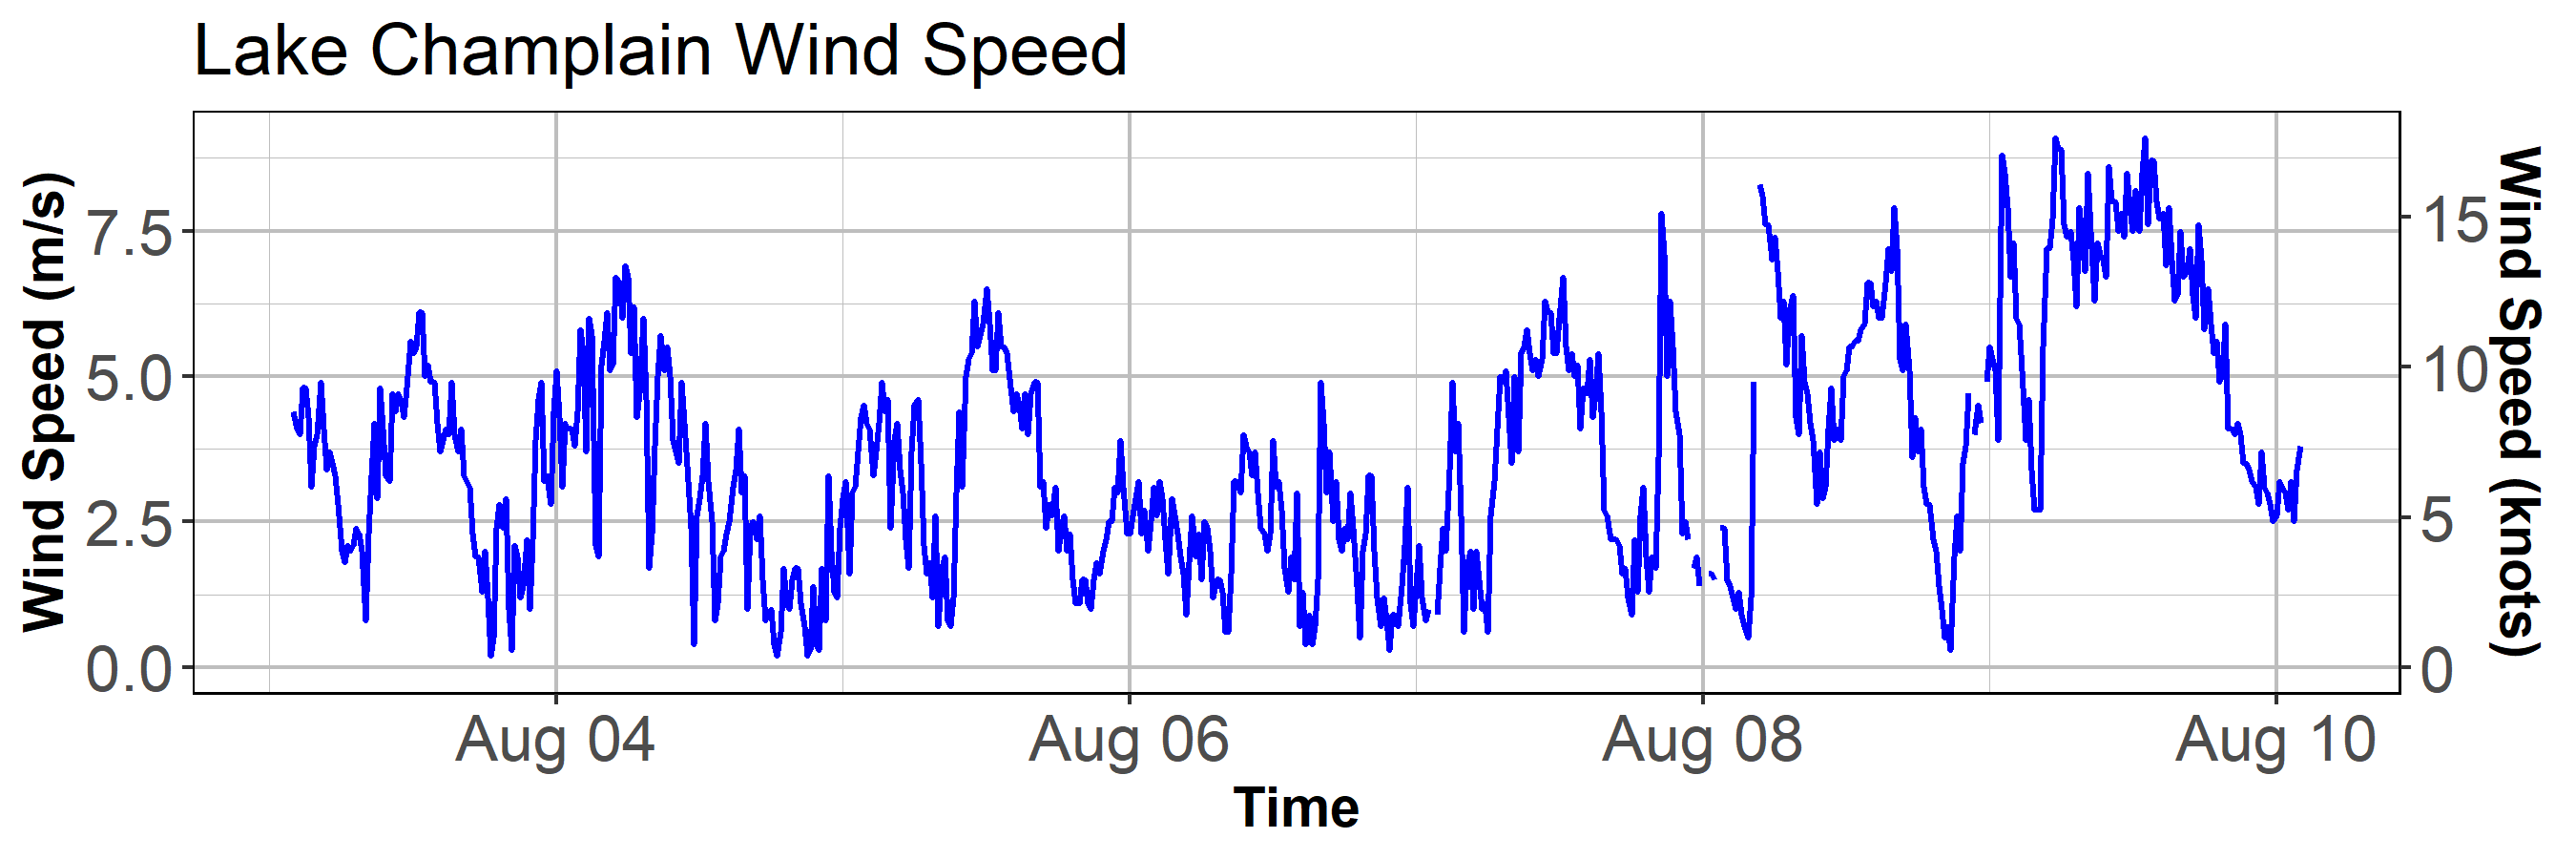 Lake Champlain Wind Speed
Wind Speed (m/s)
7.5
5.0
2.5
0.0
15
10
5
0
Wind Speed (knots)
Aug 04 Aug 06 Aug 08 Aug 10
Time